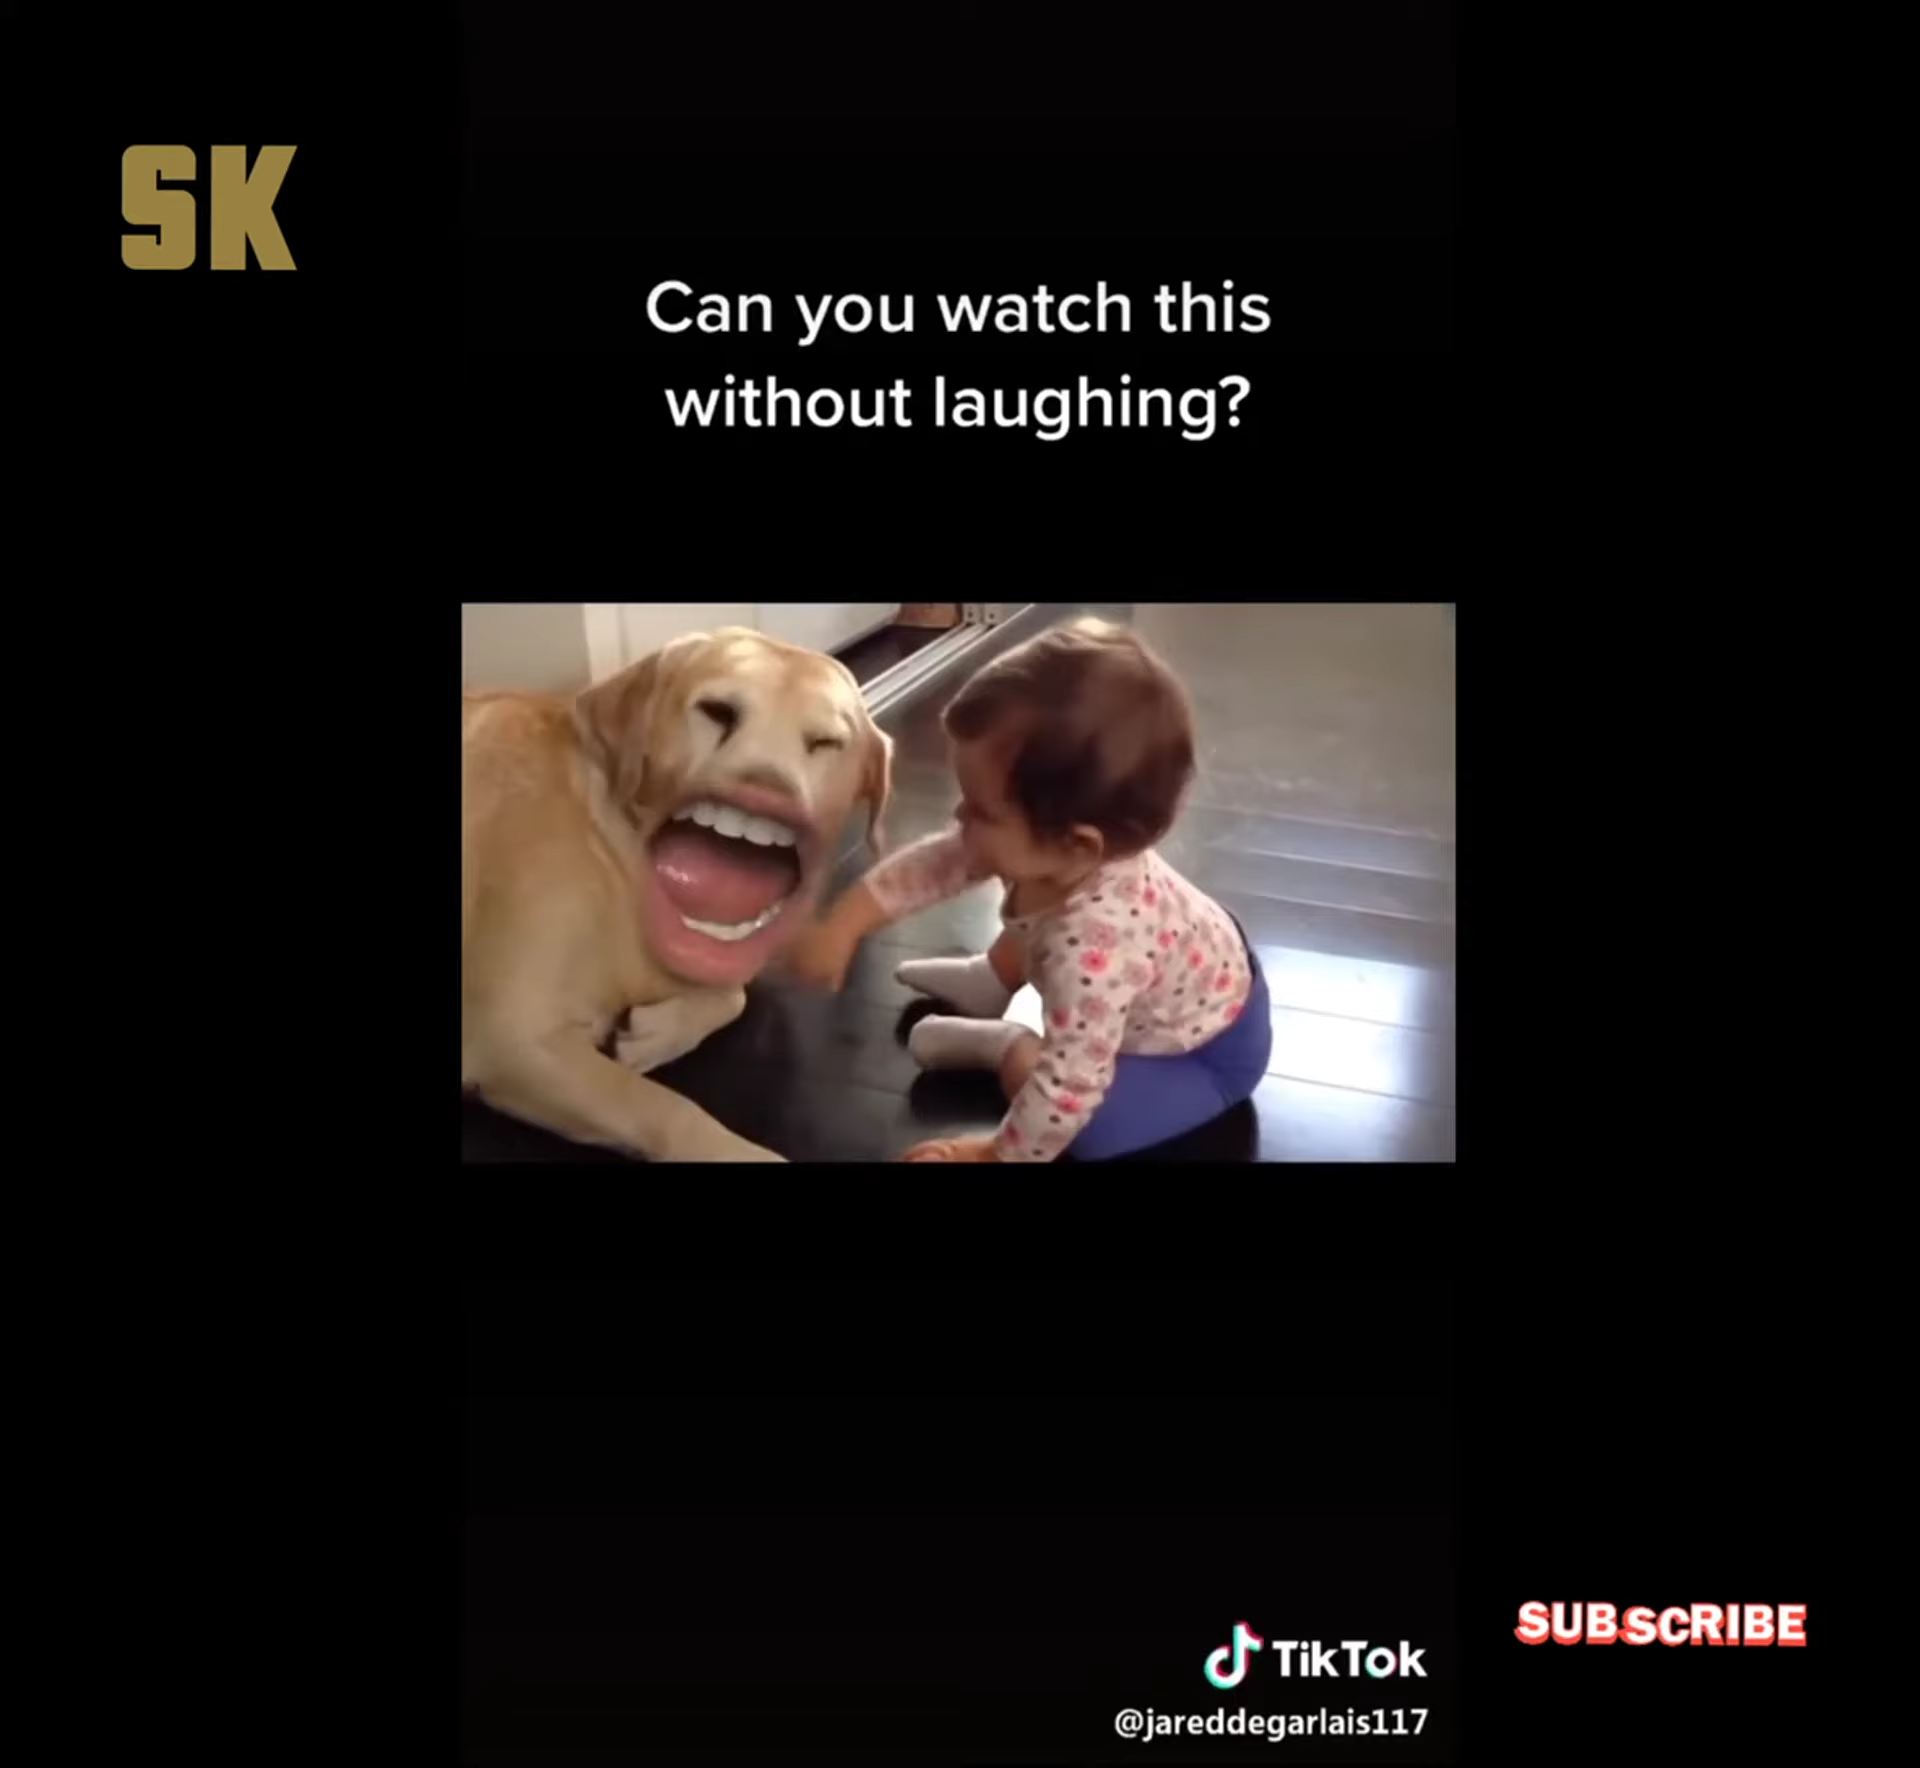 SK
Can you watch this
without laughing?
SUBSCRIBE
TikTok
@jareddegarlais117